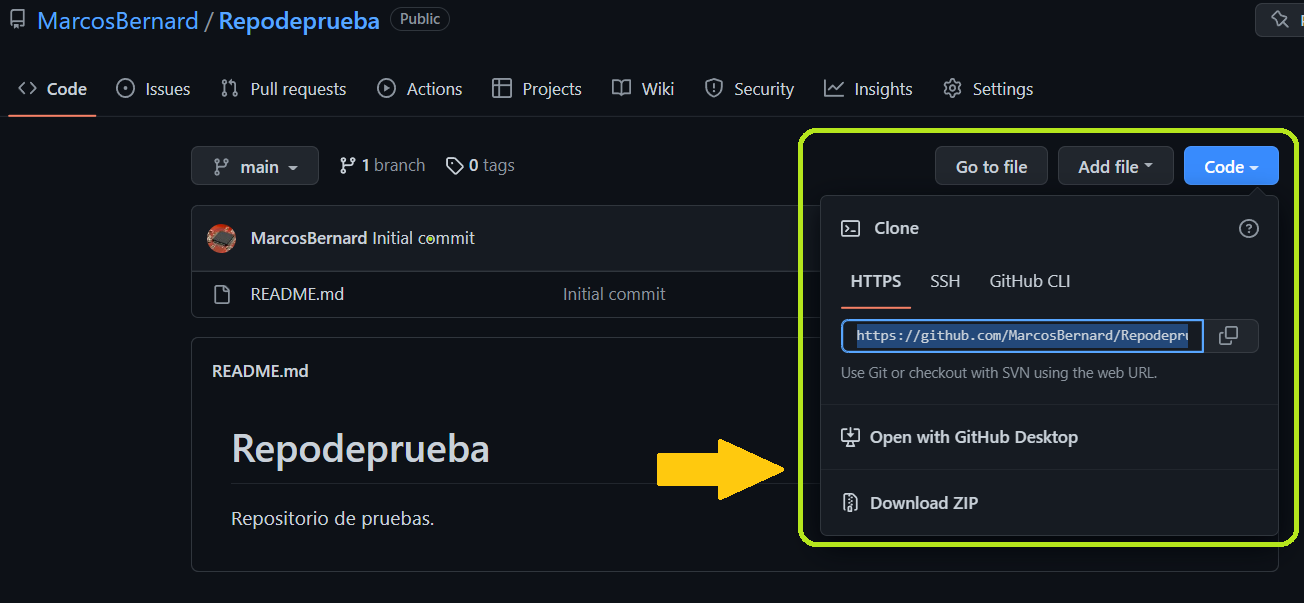 MarcosBernard / Repodeprueba Public
Code Issues Pull requests Actions Projects Wiki Security Insights Settings
main 1 branch 0 tags Go to file Add file Code
MarcosBernard Initial commit
README.md Initial commit
README.md
Repodeprueba
Repositorio de pruebas.
Clone
HTTPS SSH GitHub CLI
https://github.com/MarcosBernard/Repodepru
Use Git or checkout with SVN using the web URL.
Open with GitHub Desktop
Download ZIP